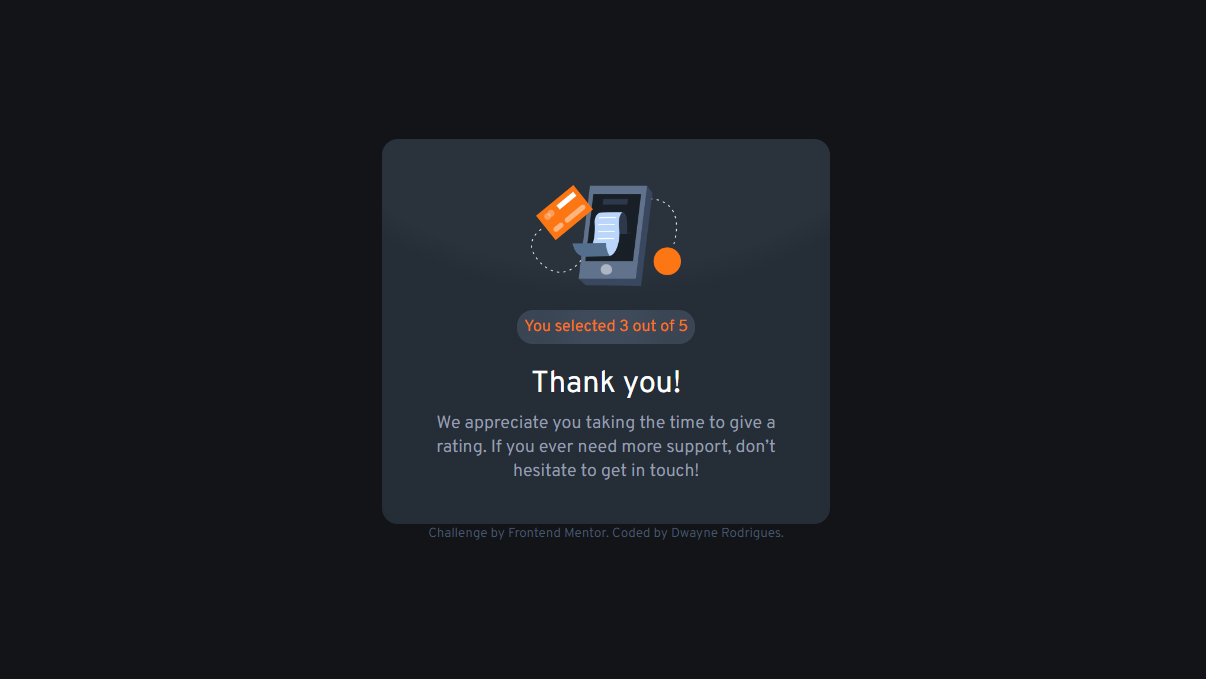 You selected 3 out of 5
Thank you!
We appreciate you taking the time to give a
rating. If you ever need more support, don’t
hesitate to get in touch!
Challenge by Frontend Mentor. Coded by Dwayne Rodrigues.